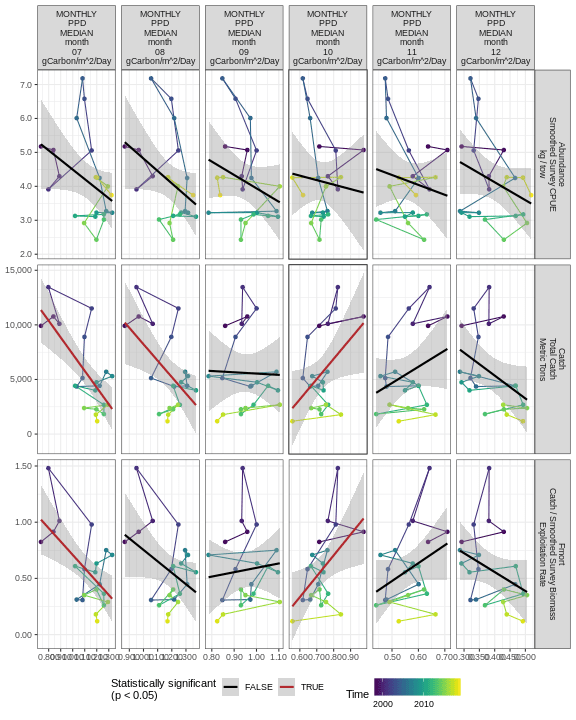 MONTHLY MONTHLY MONTHLY MONTHLY MONTHLY MONTHLY
PPD PPD PPD PPD PPD PPD
MEDIAN MEDIAN MEDIAN MEDIAN MEDIAN MEDIAN
month month month month month month
07 08 09 10 11 12
gCarbon/m^2/Day gCarbon/m^2/Day gCarbon/m^2/Day gCarbon/m^2/Day gCarbon/m^2/Day gCarbon/m^2/Day
7.0
6.0
5.0
4.0
3.0
2.0
Abundance
Smoothed Survey CPUE
kg / tow
15,000
10,000
5,000
0
Catch
Total Catch
Metric Tons
1.50
1.00
0.50
0.00
Fmort
Catch / Smoothed Survey Biomass
Exploitation Rate
0.80 0.90 1.00 1.10 0.600 0.700 0.80 0.90 0.50 0.60 0.70
Statistically significant
(p < 0.05)
FALSE TRUE
Time
2000 2010